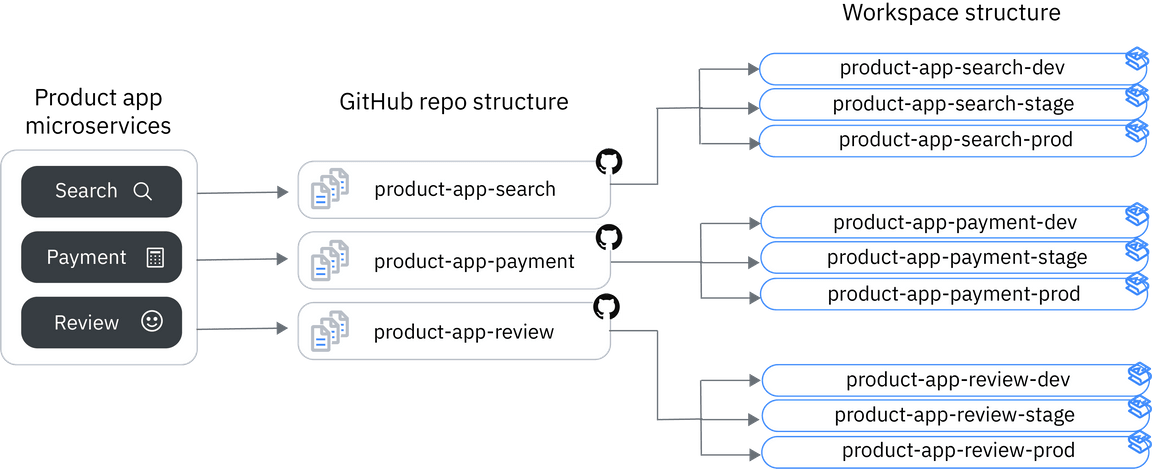 Product app
microservices
Search
Payment
Review
GitHub repo structure
product-app-search
product-app-payment
product-app-review
Workspace structure
product-app-search-dev
product-app-search-stage
product-app-search-prod
product-app-payment-dev
product-app-payment-stage
product-app-payment-prod
product-app-review-dev
product-app-review-stage
product-app-review-prod